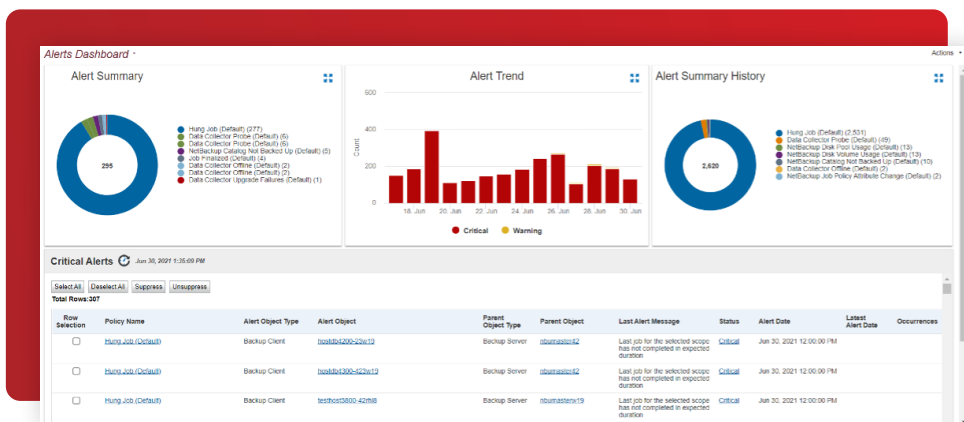 Alerts Dashboard
Actions
Alert Summary
295
Hung Job (Default) (277)
Data Collector Probe (Default) (6)
Data Collector Probe (Default) (6)
NetBackup Catalog Not Backed Up (Default) (5)
Job Finalized (Default) (4)
Data Collector Offline (Default) (2)
Data Collector Offline (Default) (2)
Data Collector Upgrade Failures (Default) (1)
Alert Trend
Count
600
400
200
0
18. Jun 20. Jun 22. Jun 24. Jun 26. Jun 28. Jun 30. Jun
Critical Warning
Alert Summary History
2,620
Hung Job (Default) (2,531)
Data Collector Probe (Default) (49)
NetBackup Disk Pool Usage (Default) (13)
NetBackup Disk Volume Usage (Default) (13)
NetBackup Catalog Not Backed Up (Default) (10)
Data Collector Offline (Default) (2)
NetBackup Job Policy Attribute Change (Default) (2)
Critical Alerts Jun 30, 2021 1:35:09 PM
Select All Deselect All Suppress Unsuppress
Total Rows:307
Row Selection Policy Name Alert Object Type Alert Object Parent Object Type Parent Object Last Alert Message Status Alert Date Latest Alert Date Occurrences
Hung Job (Default) Backup Client hostdb4200-23w19 Backup Server nbumaster42 Last job for the selected scope has not completed in expected duration Critical Jun 30, 2021 12:00:00 PM
Hung Job (Default) Backup Client hostdb4300-423w19 Backup Server nbumaster42 Last job for the selected scope has not completed in expected duration Critical Jun 30, 2021 12:00:00 PM
Hung Job (Default) Backup Client Backup Server nbumasterw19 Last job for the selected scope has not completed in expected duration Critical Jun 30, 2021 12:00:00 PM